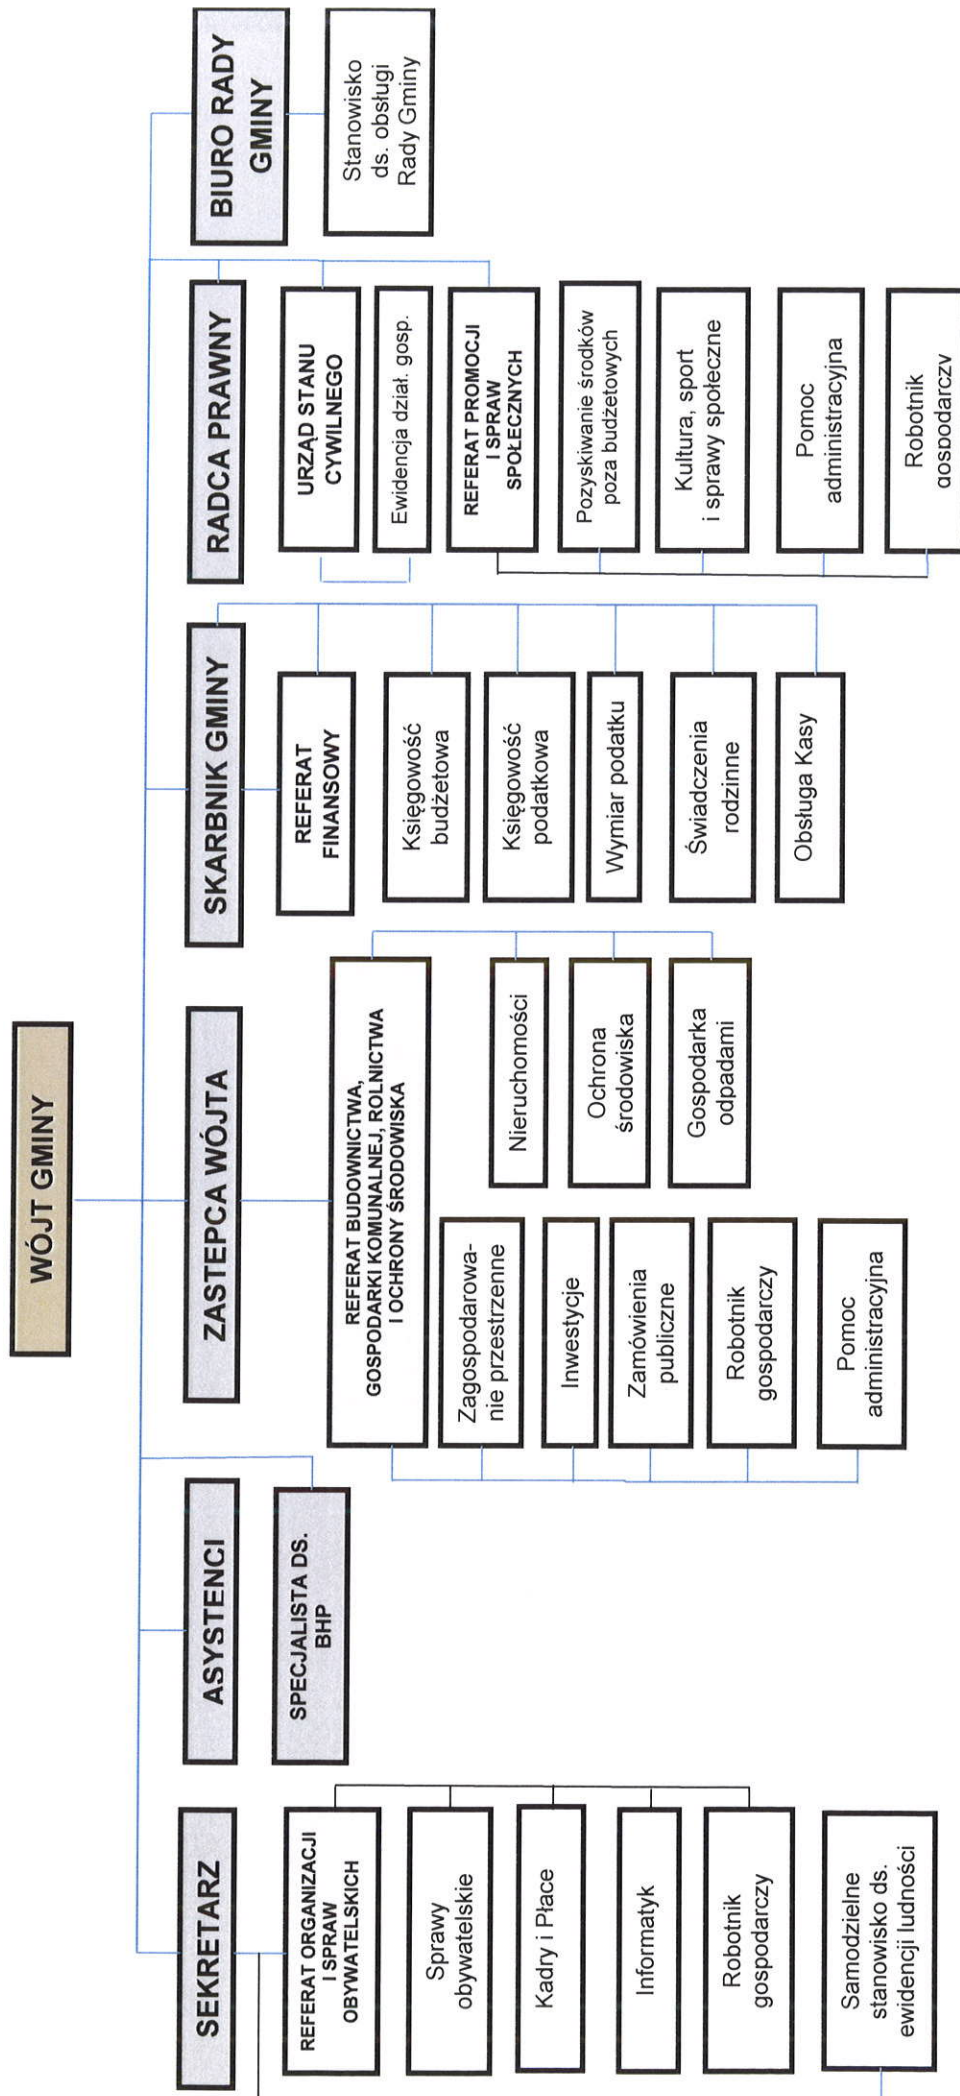 WÓJT GMINY
SEKRETARZ
REFERAT ORGANIZACJI
I SPRAW
OBYWATELSKICH
Sprawy
obywatelskie
Kadry i Płace
Informatyk
Robotnik
gospodarczy
Samodzielne
stanowisko ds.
ewidencji ludności
ASYSTENCI
SPECJALISTA DS.
BHP
ZASTEPCA WÓJTA
REFERAT BUDOWNICTWA,
GOSPODARKI KOMUNALNEJ, ROLNICTWA
I OCHRONY ŚRODOWISKA
Zagospodarowa-
nie przestrzenne
Inwestycje
Zamówienia
publiczne
Robotnik
gospodarczy
Pomoc
administracyjna
Nieruchomości
Ochrona
środowiska
Gospodarka
odpadami
SKARBNIK GMINY
REFERAT
FINANSOWY
Księgowość
budżetowa
Księgowość
podatkowa
Wymiar podatku
Świadczenia
rodzinne
Obsługa Kasy
RADCA PRAWNY
URZĄD STANU
CYWILNEGO
Ewidencja dział. gosp.
REFERAT PROMOCJI
I SPRAW
SPOŁECZNYCH
Pozyskiwanie środków
poza budżetowych
Kultura, sport
i sprawy społeczne
Pomoc
administracyjna
Robotnik
gospodarczy
BIURO RADY
GMINY
Stanowisko
ds. obsługi
Rady Gminy